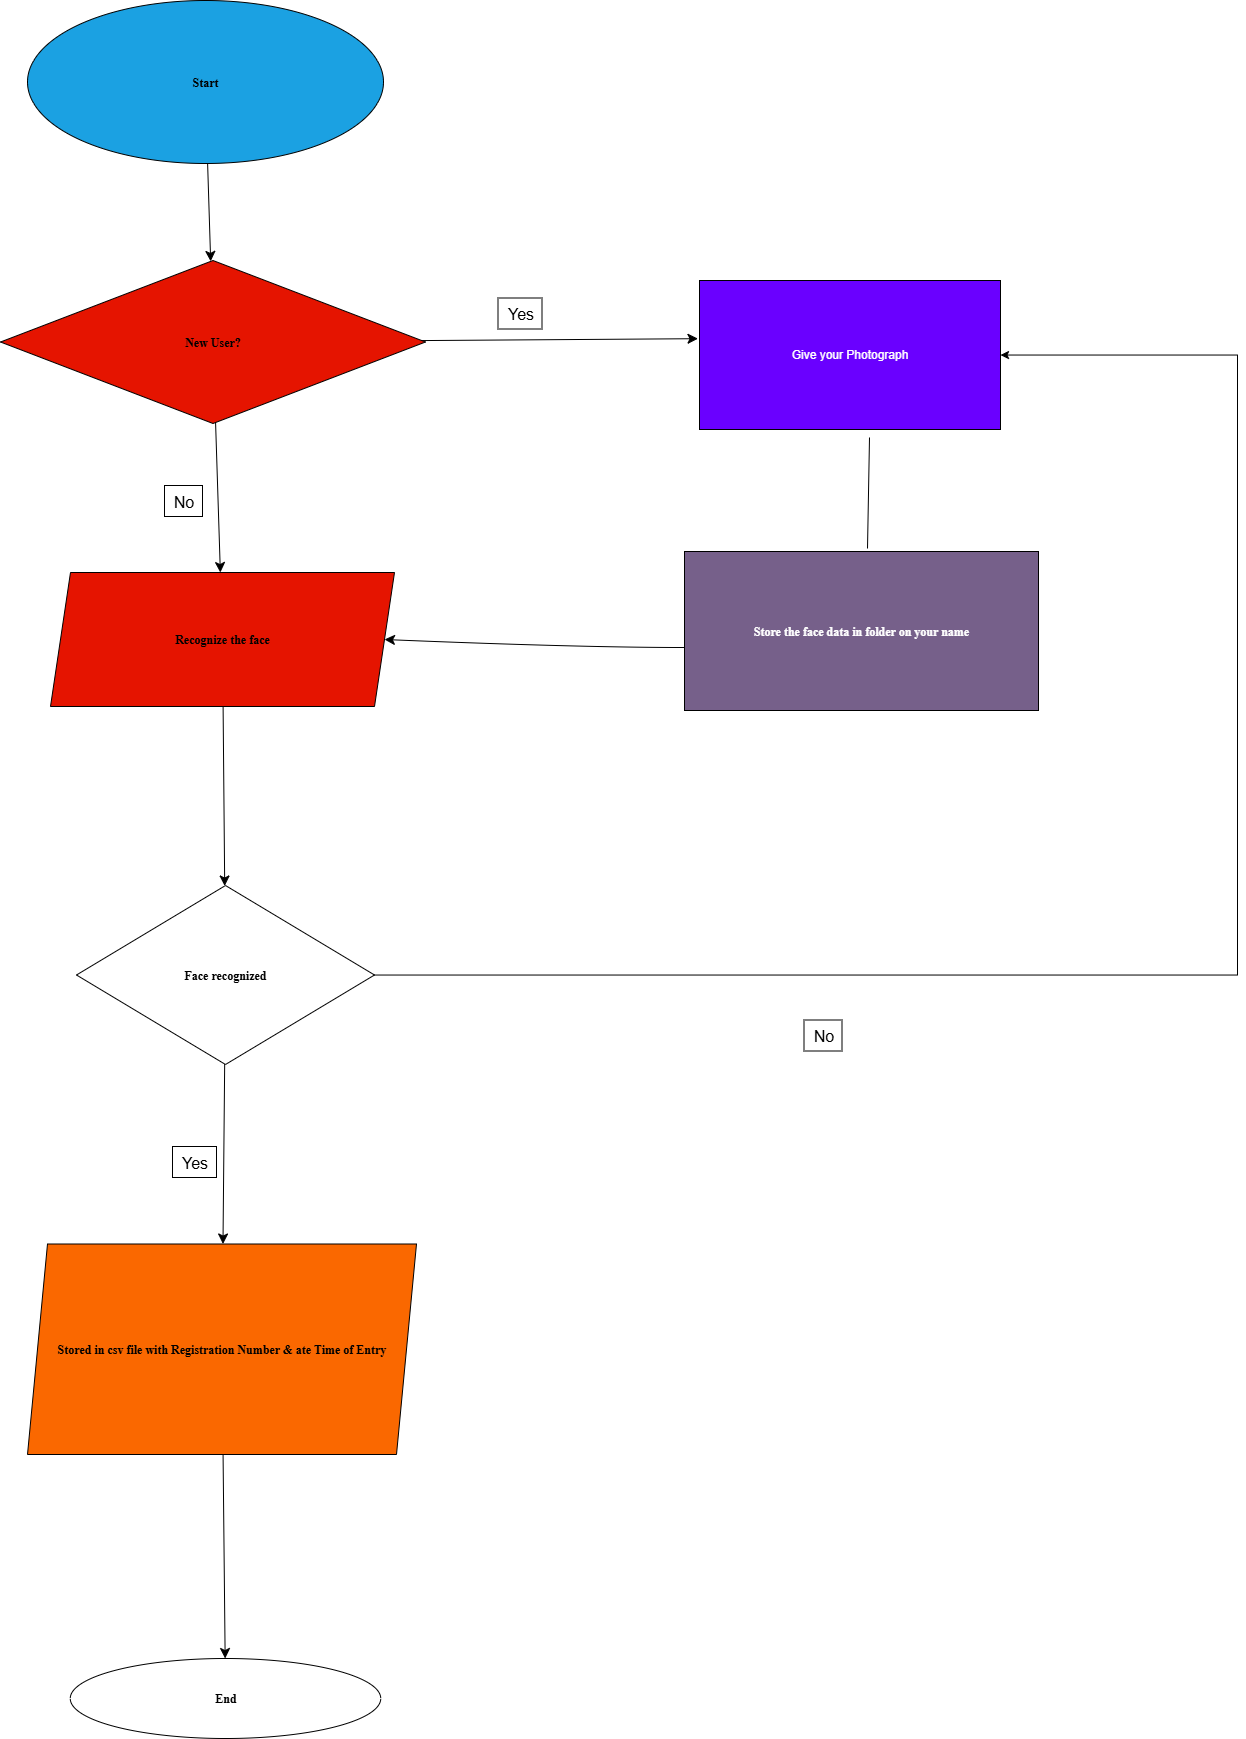 Start
New User?
Yes
Give your Photograph
No
Recognize the face
Store the face data in folder on your name
Face recognized
No
Yes
Stored in csv file with Registration Number & ate Time of Entry
End